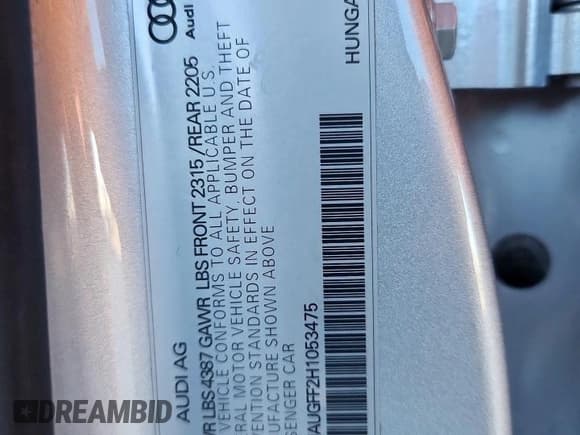 Audi
AUDI AG
WR LBS 4387 GAWR LBS FRONT 2315 /REAR 2205
VEHICLE CONFORMS TO ALL APPLICABLE U.S.
ERAL MOTOR VEHICLE SAFETY, BUMPER AND THEFT
VENTION STANDARDS IN EFFECT ON THE DATE OF
UFACTURE SHOWN ABOVE
SENGER CAR
AUGFF2H1053475
HUNGA
DREAMBID